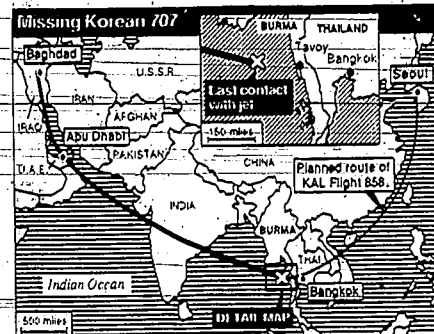 Missing Korean 707
Baghdad
U.S.S.R.
IRAN
IRAQ
AFGHAN.
Abu Dhabi
U.A.E.
PAKISTAN
CHINA
INDIA
BURMA
THAI
Bangkok
Indian Ocean
500 miles
DETAIL MAP
BURMA
THAILAND
Tavoy
Bangkok
Last contact
with jet
150 miles
Seoul
Planned route of
KAL Flight 858.